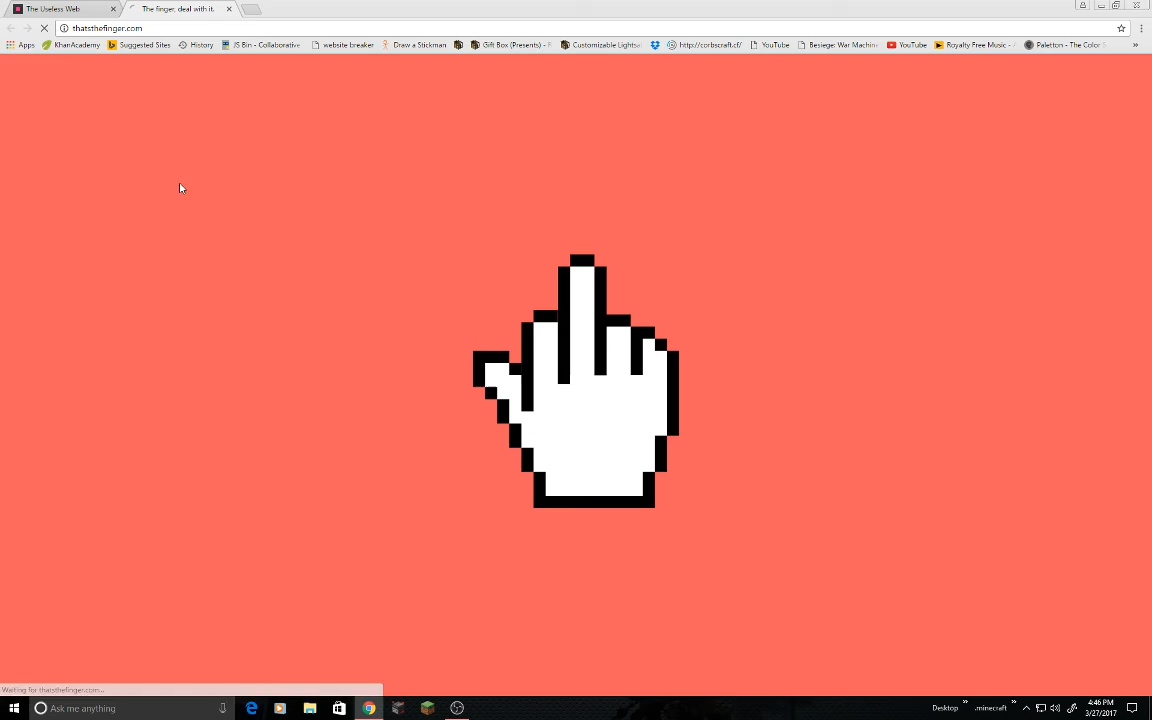 The Useless Web
The finger, deal with it.
thatsthefinger.com
Apps KhanAcademy Suggested Sites History JS Bin - Collaborative website breaker Draw a Stickman Gift Box (Presents) - Customizable Lightsa http://corbscraft.cf/ YouTube Besiege: War Machin YouTube Royalty Free Music - Paletton - The Color »
Waiting for thatsthefinger.com...
Ask me anything Desktop » .minecraft » 4:46 PM
3/27/2017